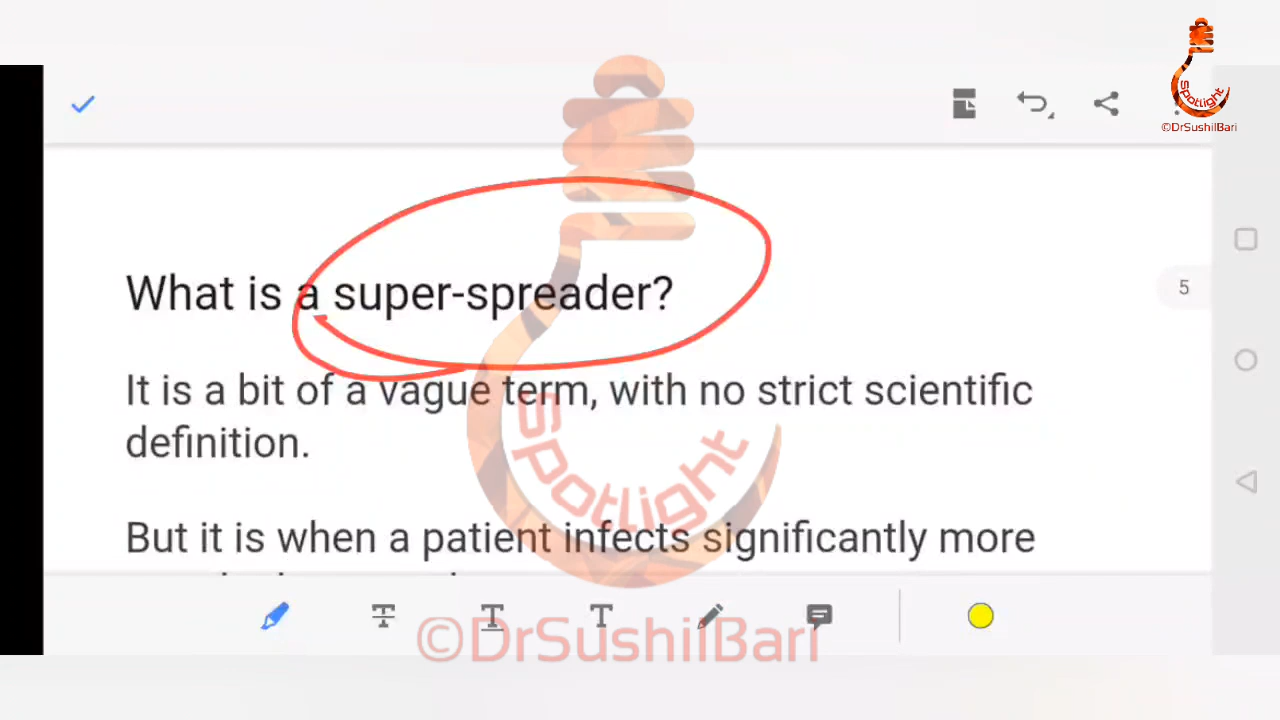 Spotlight
©DrSushilBari
What is a super-spreader?
5
It is a bit of a vague term, with no strict scientific
definition.
Spotlight
But it is when a patient infects significantly more
©DrSushilBari